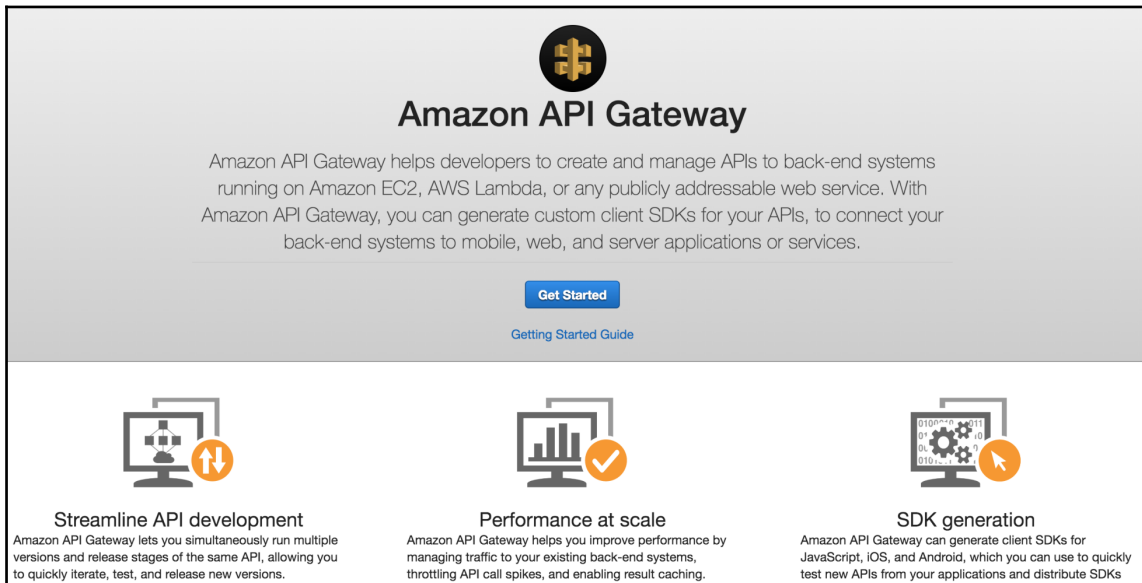 Amazon API Gateway
Amazon API Gateway helps developers to create and manage APIs to back-end systems
running on Amazon EC2, AWS Lambda, or any publicly addressable web service. With
Amazon API Gateway, you can generate custom client SDKs for your APIs, to connect your
back-end systems to mobile, web, and server applications or services.
Get Started
Getting Started Guide
Streamline API development
Amazon API Gateway lets you simultaneously run multiple
versions and release stages of the same API, allowing you
to quickly iterate, test, and release new versions.
Performance at scale
Amazon API Gateway helps you improve performance by
managing traffic to your existing back-end systems,
throttling API call spikes, and enabling result caching.
SDK generation
Amazon API Gateway can generate client SDKs for
JavaScript, iOS, and Android, which you can use to quickly
test new APIs from your applications and distribute SDKs